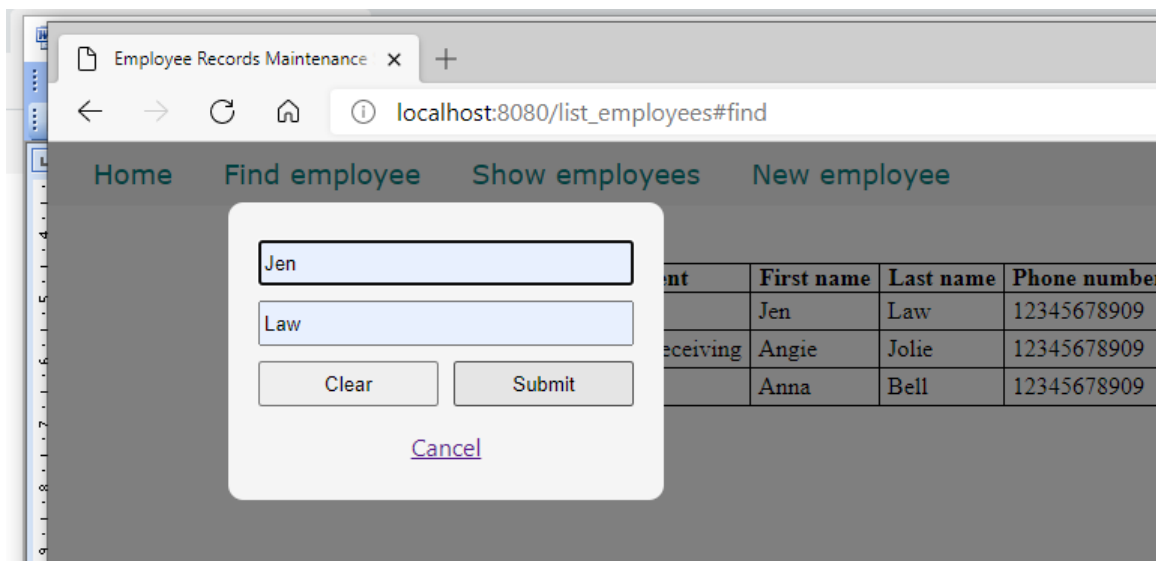 Employee Records Maintenance
localhost:8080/list_employees#find
Home Find employee Show employees New employee
Jen
Law
Clear Submit
Cancel
First name Last name Phone number
Jen Law 12345678909
eceiving Angie Jolie 12345678909
Anna Bell 12345678909